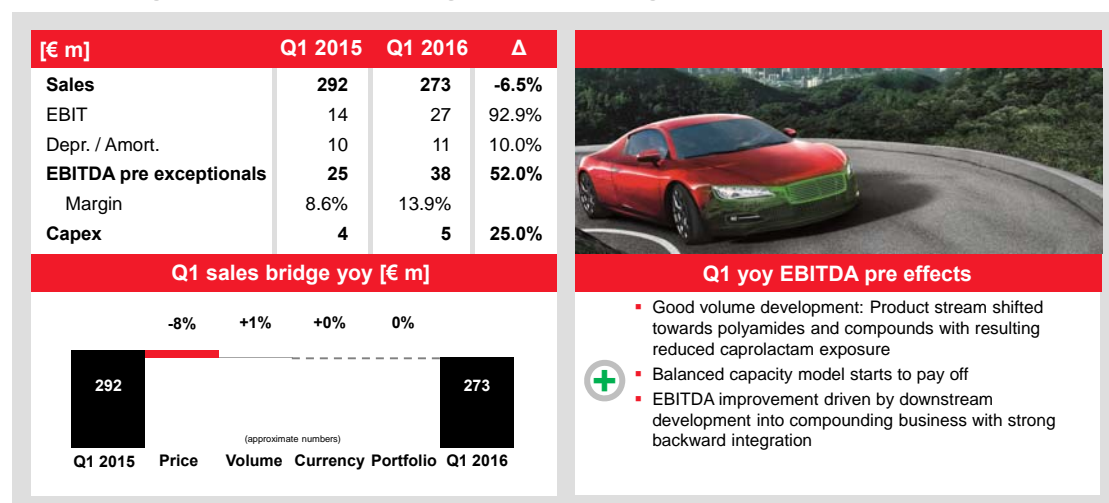 [€ m] Q1 2015 Q1 2016 Δ
Sales 292 273 -6.5%
EBIT 14 27 92.9%
Depr. / Amort. 10 11 10.0%
EBITDA pre exceptionals 25 38 52.0%
Margin 8.6% 13.9%
Capex 4 5 25.0%
Q1 sales bridge yoy [€ m]
-8% +1% +0% 0%
292 273
(approximate numbers)
Q1 2015 Price Volume Currency Portfolio Q1 2016
Q1 yoy EBITDA pre effects
▪ Good volume development: Product stream shifted
towards polyamides and compounds with resulting
reduced caprolactam exposure
▪ Balanced capacity model starts to pay off
▪ EBITDA improvement driven by downstream
development into compounding business with strong
backward integration